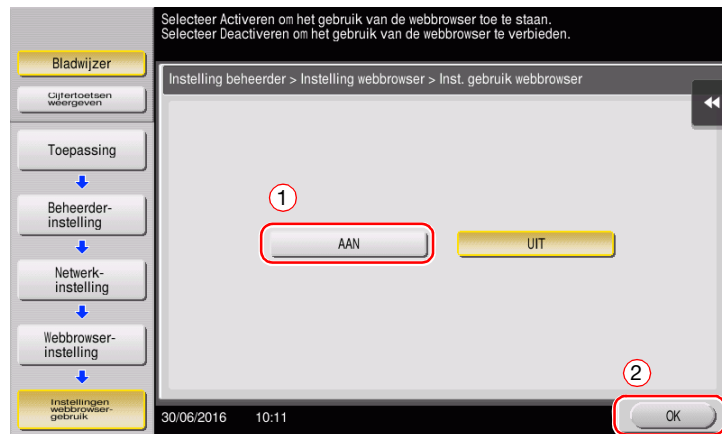 Selecteer Activeren om het gebruik van de webbrowser toe te staan.
Selecteer Deactiveren om het gebruik van de webbrowser te verbieden.
Bladwijzer
Cijfertoetsen
weergeven
Toepassing
Beheerder-
instelling
Netwerk-
instelling
Webbrowser-
instelling
Instellingen
webbrowser-
gebruik
Instelling beheerder > Instelling webbrowser > Inst. gebruik webbrowser
1
AAN
UIT
2
30/06/2016 10:11
OK